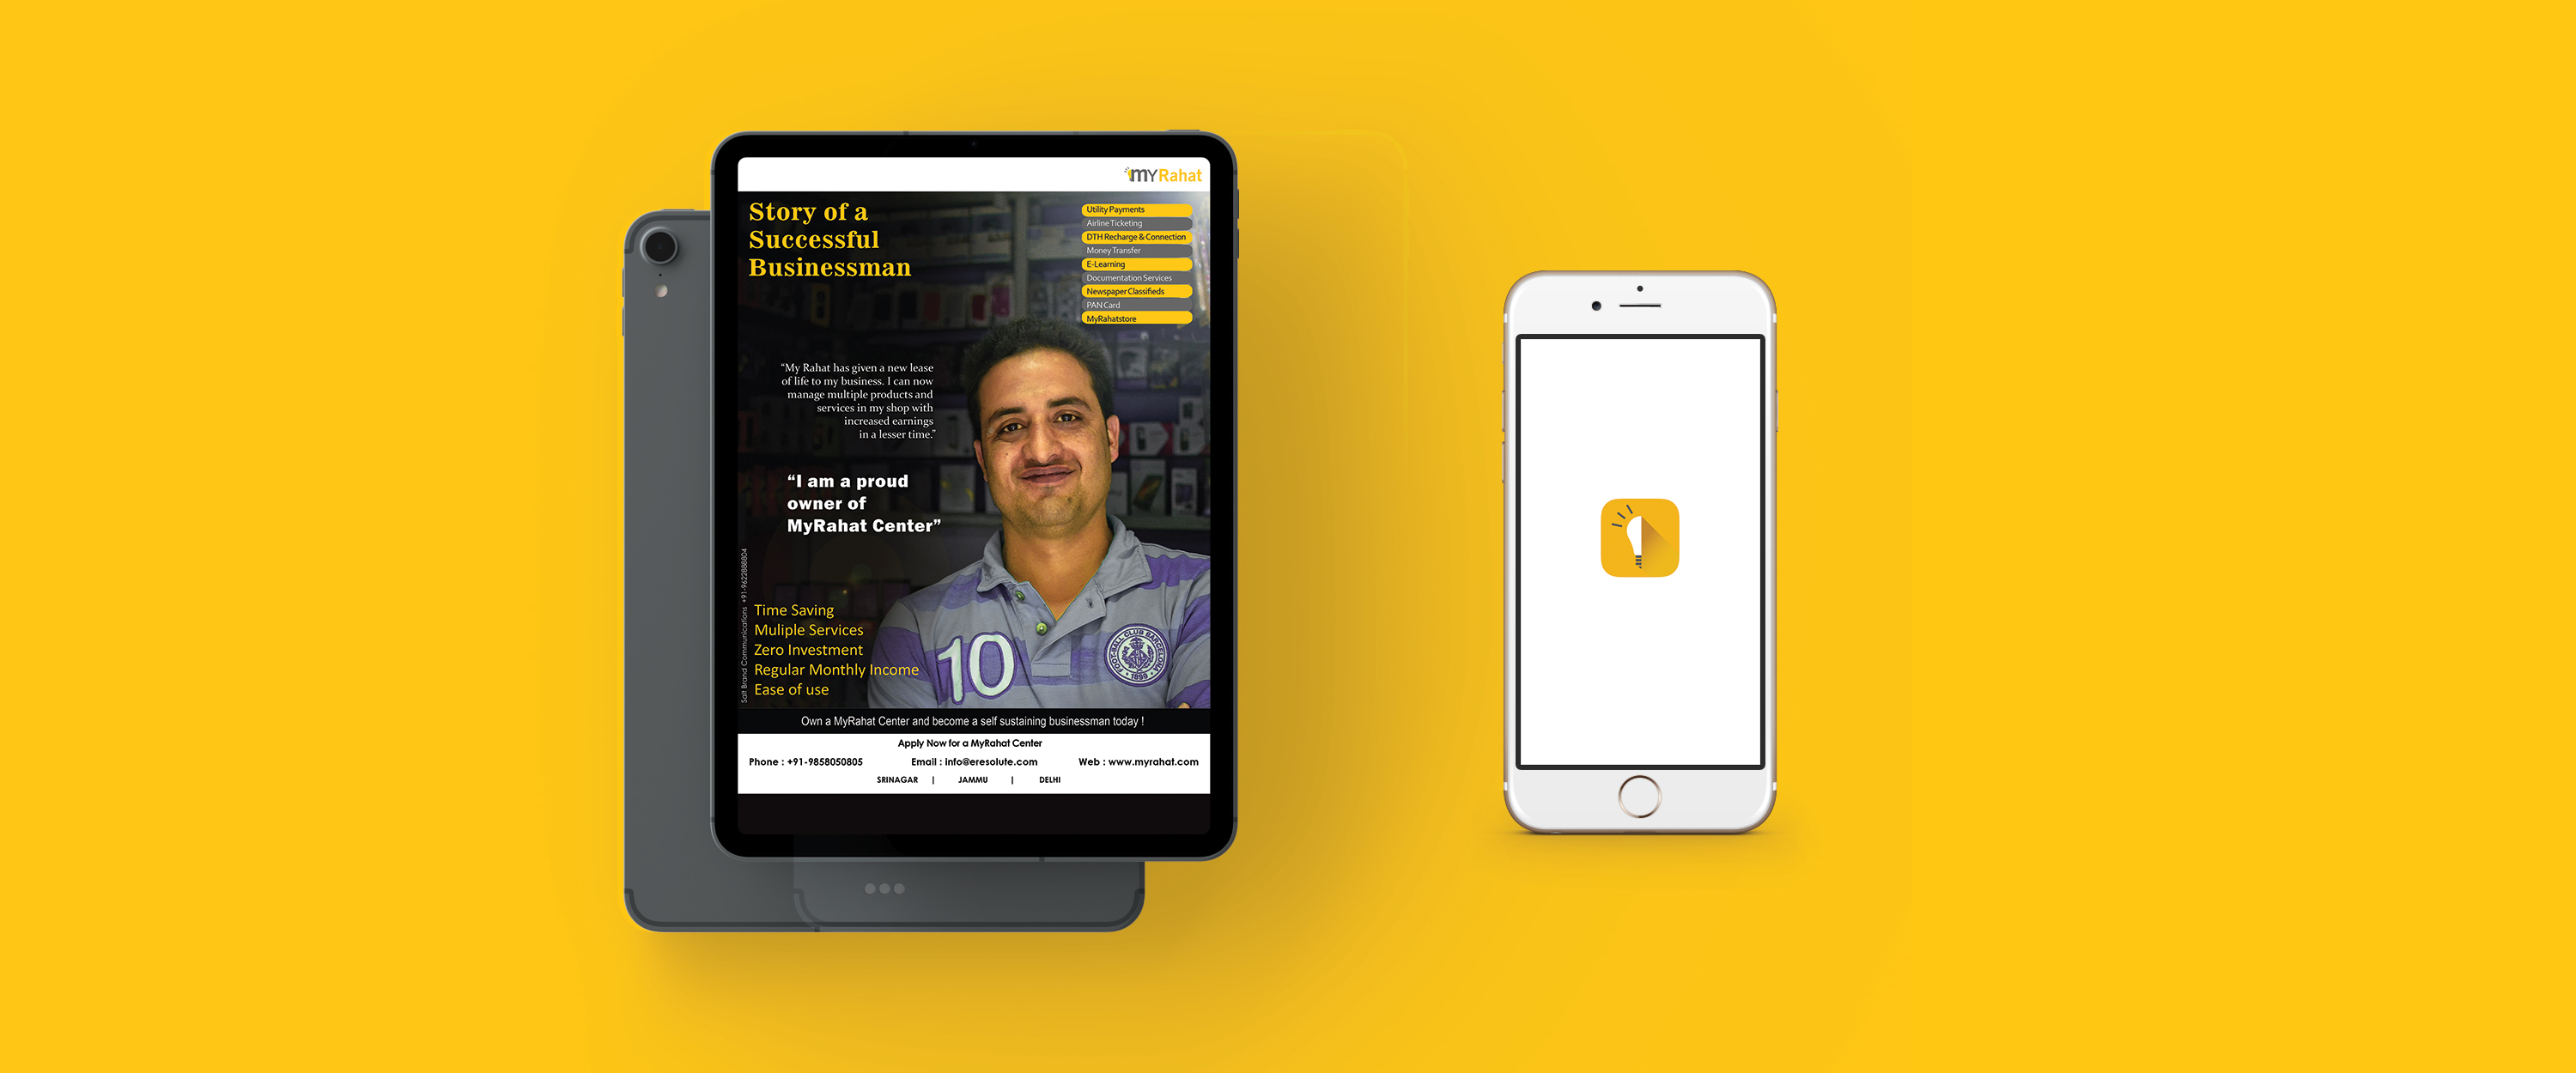 myRahat
Story of a
Successful
Businessman
Utility Payments
Airline Ticketing
DTH Recharge & Connection
Money Transfer
E-Learning
Documentation Services
Newspaper Classifieds
PAN Card
MyRahatstore
“My Rahat has given a new lease
of life to my business. I can now
manage multiple products and
services in my shop with
increased earnings
in a lesser time.”
“I am a proud
owner of
MyRahat Center”
Salt Brand Communications +91-9622888804
Time Saving
Muliple Services
Zero Investment
Regular Monthly Income
Ease of use
10
FOOT-BALL CLUB BARCELONA
1899
Own a MyRahat Center and become a self sustaining businessman today !
Apply Now for a MyRahat Center
Phone : +91-9858050805 Email : info@eresolute.com Web : www.myrahat.com
SRINAGAR | JAMMU | DELHI